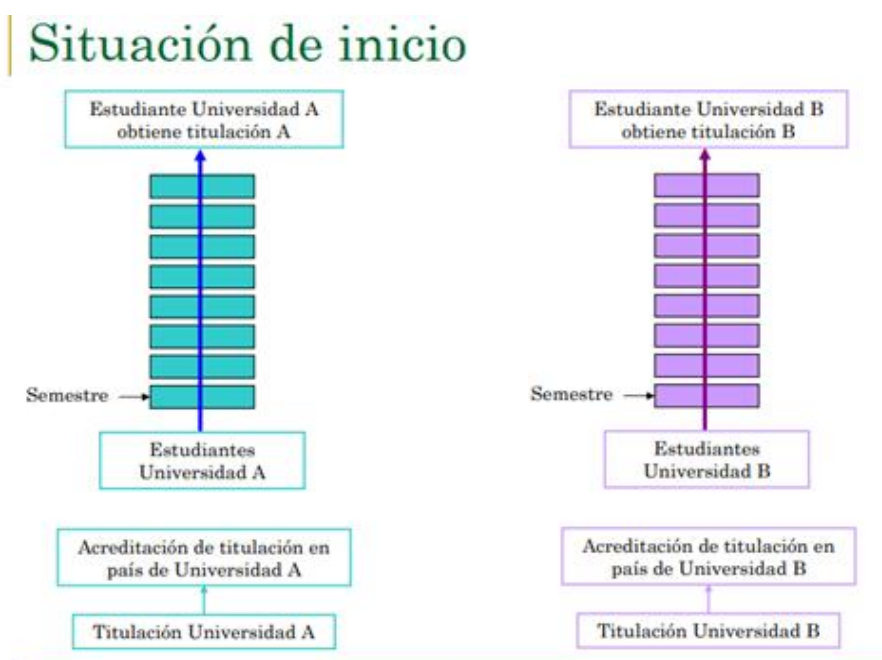 Situación de inicio
Estudiante Universidad A
obtiene titulación A
Semestre
Estudiantes
Universidad A
Acreditación de titulación en
país de Universidad A
Titulación Universidad A
Estudiante Universidad B
obtiene titulación B
Semestre
Estudiantes
Universidad B
Acreditación de titulación en
país de Universidad B
Titulación Universidad B